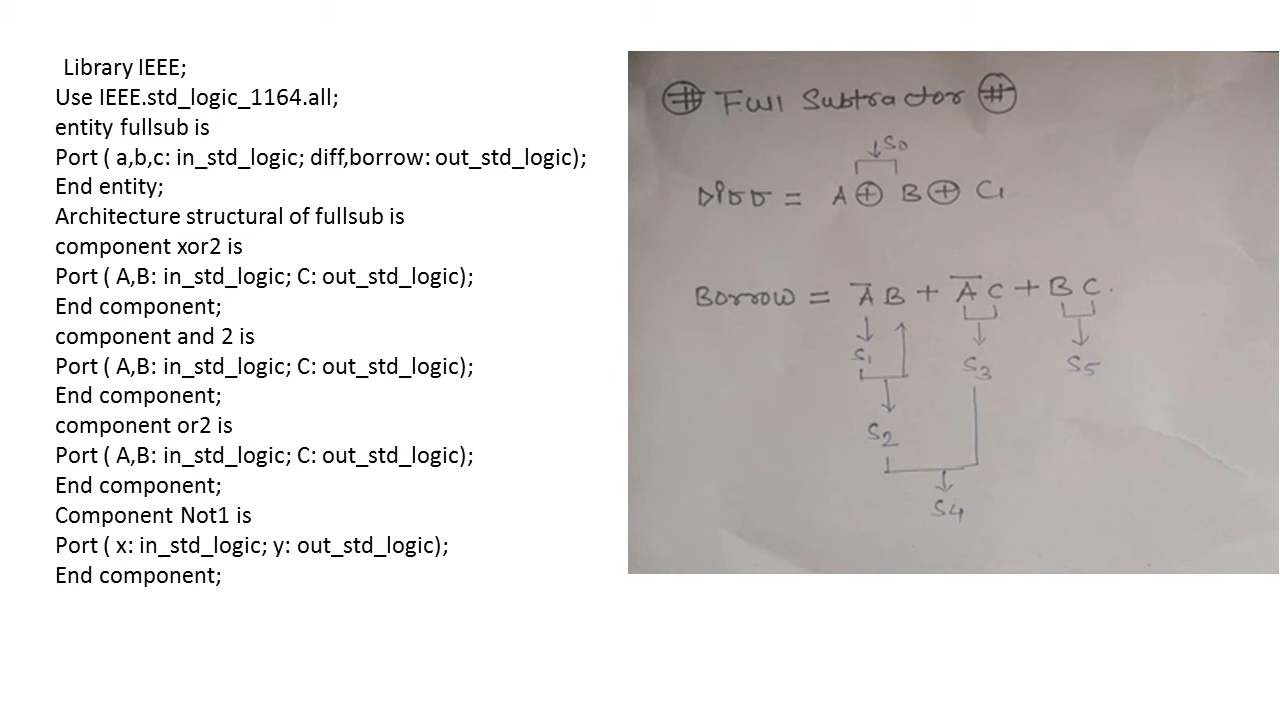 Library IEEE;
Use IEEE.std_logic_1164.all;
entity fullsub is
Port ( a,b,c: in_std_logic; diff,borrow: out_std_logic);
End entity;
Architecture structural of fullsub is
component xor2 is
Port ( A,B: in_std_logic; C: out_std_logic);
End component;
component and 2 is
Port ( A,B: in_std_logic; C: out_std_logic);
End component;
component or2 is
Port ( A,B: in_std_logic; C: out_std_logic);
End component;
Component Not1 is
Port ( x: in_std_logic; y: out_std_logic);
End component;
# Full Subtractor #
S0
Diff = A ⊕ B ⊕ C
Borrow = A̅ B + A̅ C + B C.
S1 S3 S5
S2
S4